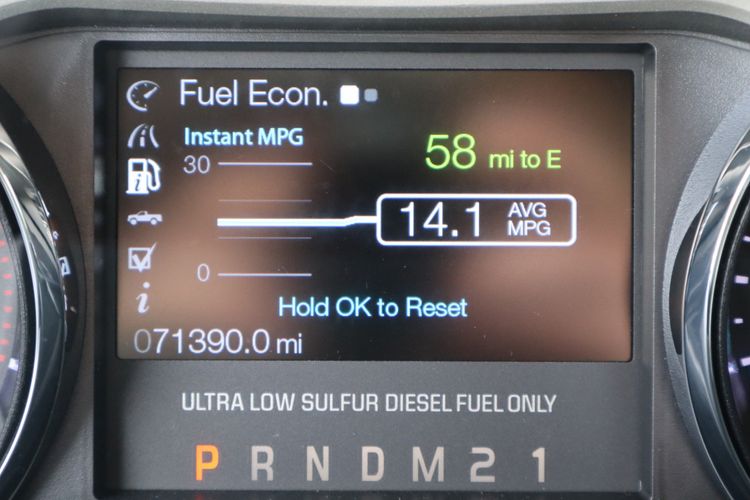 Fuel Econ.
Instant MPG
58 mi to E
30
14.1 AVG MPG
0
Hold OK to Reset
071390.0 mi
ULTRA LOW SULFUR DIESEL FUEL ONLY
P R N D M 2 1